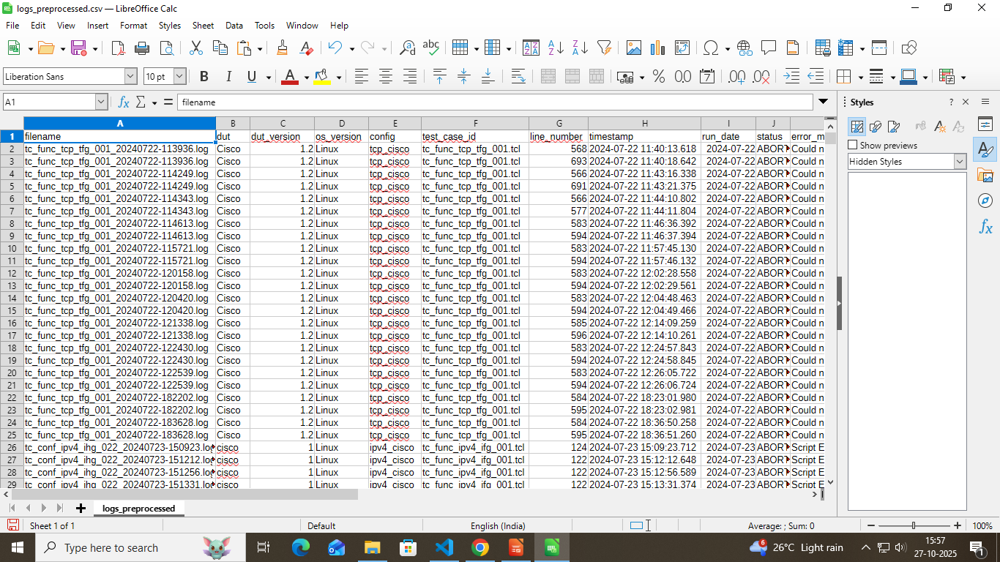 logs_preprocessed.csv — LibreOffice Calc
File Edit View Insert Format Styles Sheet Data Tools Window Help
Liberation Sans 10 pt
A1 filename
Styles
Show previews
Hidden Styles
A B C D E F G H I J
1 filename dut dut_version os_version config test_case_id line_number timestamp run_date status error_m
2 tc_func_tcp_tfg_001_20240722-113936.log Cisco 1.2 Linux tcp_cisco tc_func_tcp_tfg_001.tcl 568 2024-07-22 11:40:13.618 2024-07-22 ABORT Could n
3 tc_func_tcp_tfg_001_20240722-113936.log Cisco 1.2 Linux tcp_cisco tc_func_tcp_tfg_001.tcl 693 2024-07-22 11:40:18.642 2024-07-22 ABORT Could n
4 tc_func_tcp_tfg_001_20240722-114249.log Cisco 1.2 Linux tcp_cisco tc_func_tcp_tfg_001.tcl 566 2024-07-22 11:43:16.338 2024-07-22 ABORT Could n
5 tc_func_tcp_tfg_001_20240722-114249.log Cisco 1.2 Linux tcp_cisco tc_func_tcp_tfg_001.tcl 691 2024-07-22 11:43:21.375 2024-07-22 ABORT Could n
6 tc_func_tcp_tfg_001_20240722-114343.log Cisco 1.2 Linux tcp_cisco tc_func_tcp_tfg_001.tcl 566 2024-07-22 11:44:10.802 2024-07-22 ABORT Could n
7 tc_func_tcp_tfg_001_20240722-114343.log Cisco 1.2 Linux tcp_cisco tc_func_tcp_tfg_001.tcl 577 2024-07-22 11:44:11.804 2024-07-22 ABORT Could n
8 tc_func_tcp_tfg_001_20240722-114613.log Cisco 1.2 Linux tcp_cisco tc_func_tcp_tfg_001.tcl 583 2024-07-22 11:46:36.392 2024-07-22 ABORT Could n
9 tc_func_tcp_tfg_001_20240722-114613.log Cisco 1.2 Linux tcp_cisco tc_func_tcp_tfg_001.tcl 594 2024-07-22 11:46:37.394 2024-07-22 ABORT Could n
10 tc_func_tcp_tfg_001_20240722-115721.log Cisco 1.2 Linux tcp_cisco tc_func_tcp_tfg_001.tcl 583 2024-07-22 11:57:45.130 2024-07-22 ABORT Could n
11 tc_func_tcp_tfg_001_20240722-115721.log Cisco 1.2 Linux tcp_cisco tc_func_tcp_tfg_001.tcl 594 2024-07-22 11:57:46.132 2024-07-22 ABORT Could n
12 tc_func_tcp_tfg_001_20240722-120158.log Cisco 1.2 Linux tcp_cisco tc_func_tcp_tfg_001.tcl 583 2024-07-22 12:02:28.558 2024-07-22 ABORT Could n
13 tc_func_tcp_tfg_001_20240722-120158.log Cisco 1.2 Linux tcp_cisco tc_func_tcp_tfg_001.tcl 594 2024-07-22 12:02:29.561 2024-07-22 ABORT Could n
14 tc_func_tcp_tfg_001_20240722-120420.log Cisco 1.2 Linux tcp_cisco tc_func_tcp_tfg_001.tcl 583 2024-07-22 12:04:48.463 2024-07-22 ABORT Could n
15 tc_func_tcp_tfg_001_20240722-120420.log Cisco 1.2 Linux tcp_cisco tc_func_tcp_tfg_001.tcl 594 2024-07-22 12:04:49.466 2024-07-22 ABORT Could n
16 tc_func_tcp_tfg_001_20240722-121338.log Cisco 1.2 Linux tcp_cisco tc_func_tcp_tfg_001.tcl 585 2024-07-22 12:14:09.259 2024-07-22 ABORT Could n
17 tc_func_tcp_tfg_001_20240722-121338.log Cisco 1.2 Linux tcp_cisco tc_func_tcp_tfg_001.tcl 596 2024-07-22 12:14:10.261 2024-07-22 ABORT Could n
18 tc_func_tcp_tfg_001_20240722-122430.log Cisco 1.2 Linux tcp_cisco tc_func_tcp_tfg_001.tcl 583 2024-07-22 12:24:57.843 2024-07-22 ABORT Could n
19 tc_func_tcp_tfg_001_20240722-122430.log Cisco 1.2 Linux tcp_cisco tc_func_tcp_tfg_001.tcl 594 2024-07-22 12:24:58.845 2024-07-22 ABORT Could n
20 tc_func_tcp_tfg_001_20240722-122539.log Cisco 1.2 Linux tcp_cisco tc_func_tcp_tfg_001.tcl 583 2024-07-22 12:26:05.722 2024-07-22 ABORT Could n
21 tc_func_tcp_tfg_001_20240722-122539.log Cisco 1.2 Linux tcp_cisco tc_func_tcp_tfg_001.tcl 594 2024-07-22 12:26:06.724 2024-07-22 ABORT Could n
22 tc_func_tcp_tfg_001_20240722-182202.log Cisco 1.2 Linux tcp_cisco tc_func_tcp_tfg_001.tcl 584 2024-07-22 18:23:01.980 2024-07-22 ABORT Could n
23 tc_func_tcp_tfg_001_20240722-182202.log Cisco 1.2 Linux tcp_cisco tc_func_tcp_tfg_001.tcl 595 2024-07-22 18:23:02.981 2024-07-22 ABORT Could n
24 tc_func_tcp_tfg_001_20240722-183628.log Cisco 1.2 Linux tcp_cisco tc_func_tcp_tfg_001.tcl 584 2024-07-22 18:36:50.258 2024-07-22 ABORT Could n
25 tc_func_tcp_tfg_001_20240722-183628.log Cisco 1.2 Linux tcp_cisco tc_func_tcp_tfg_001.tcl 595 2024-07-22 18:36:51.260 2024-07-22 ABORT Could n
26 tc_conf_ipv4_ihg_022_20240723-150923.log cisco 1 Linux ipv4_cisco tc_func_ipv4_ifg_001.tcl 124 2024-07-23 15:09:23.712 2024-07-23 ABORT Script E
27 tc_conf_ipv4_ihg_022_20240723-151212.log cisco 1 Linux ipv4_cisco tc_func_ipv4_ifg_001.tcl 122 2024-07-23 15:12:12.648 2024-07-23 ABORT Script E
28 tc_conf_ipv4_ihg_022_20240723-151256.log cisco 1 Linux ipv4_cisco tc_func_ipv4_ifg_001.tcl 122 2024-07-23 15:12:56.589 2024-07-23 ABORT Script E
29 tc_conf_ipv4_ihg_022_20240723-151331.log cisco 1 Linux ipv4_cisco tc_func_ipv4_ifg_001.tcl 122 2024-07-23 15:13:31.374 2024-07-23 ABORT Script E
logs_preprocessed
Sheet 1 of 1 Default English (India) Average: ; Sum: 0 100%
Type here to search
6 26°C Light rain
15:57
27-10-2025
1